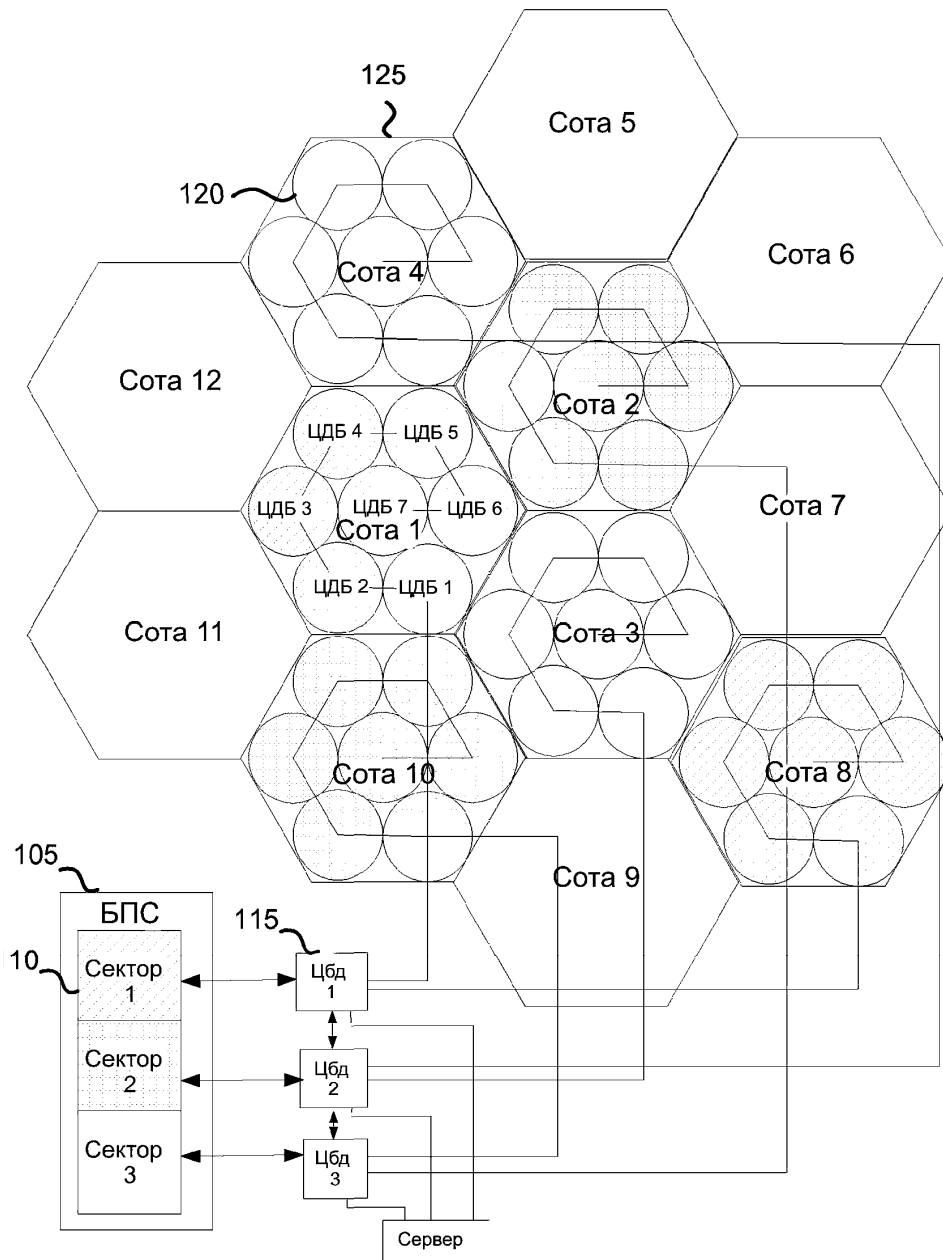 Сота 5
125
120
Сота 6
Сота 4
Сота 12
Сота 2
ЦДБ 4
ЦДБ 5
ЦДБ 3
ЦДБ 7
ЦДБ 6
Сота 7
Сота 1
ЦДБ 2
ЦДБ 1
Сота 11
Сота 3
Сота 10
Сота 8
105
Сота 9
БПС
115
10
Сектор
1
Цбд
1
Сектор
2
Цбд
2
Сектор
3
Цбд
3
Сервер